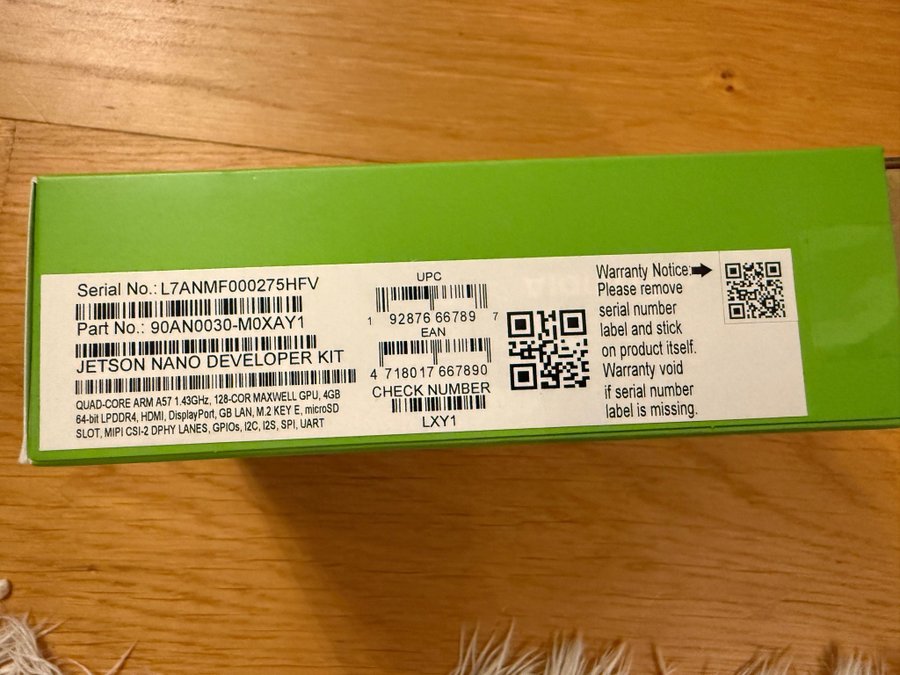 Serial No.: L7ANMF000275HFV
Part No.: 90AN0030-M0XAY1
JETSON NANO DEVELOPER KIT
QUAD-CORE ARM A57 1.43GHz, 128-COR MAXWELL GPU, 4GB
64-bit LPDDR4, HDMI, DisplayPort, GB LAN, M.2 KEY E, microSD
SLOT, MIPI CSI-2 DPHY LANES, GPIOs, I2C, I2S, SPI, UART
UPC
1 92876 66789 7
EAN
4 718017 667890
CHECK NUMBER
LXY1
Warranty Notice:
Please remove
serial number
label and stick
on product itself.
Warranty void
if serial number
label is missing.